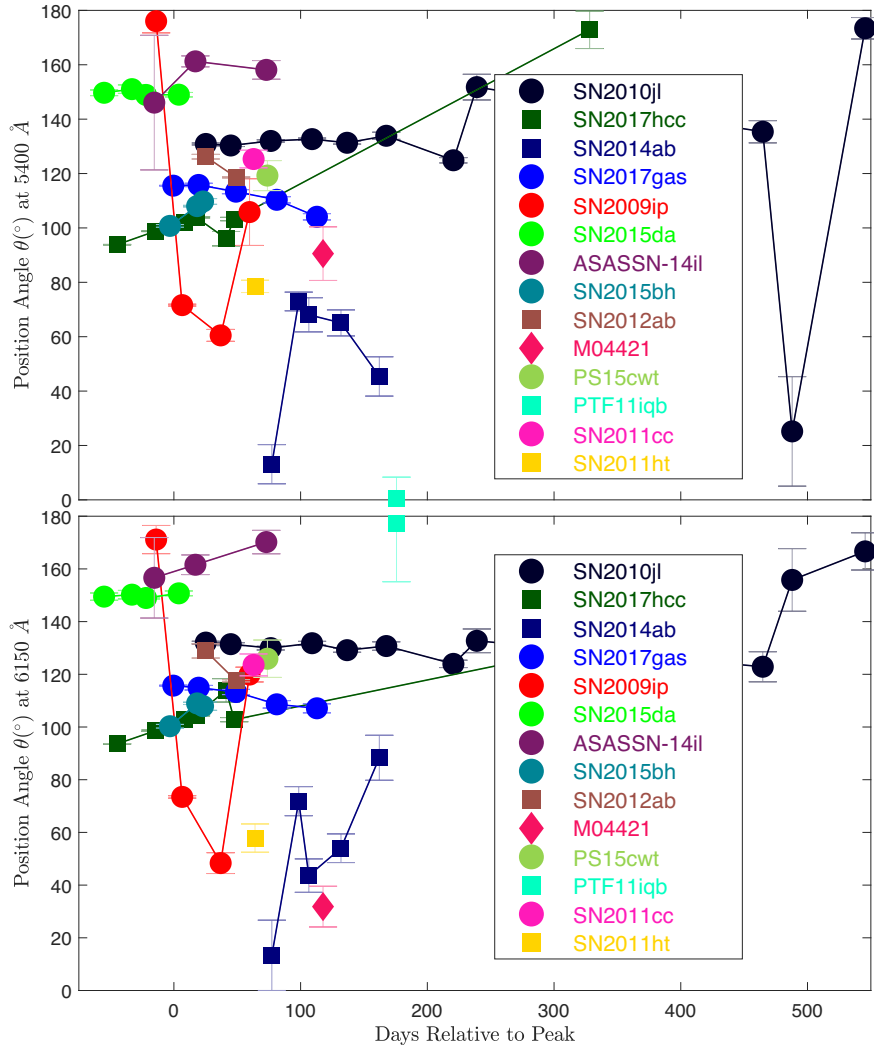 180
160
140
120
100
80
60
40
20
0
Position Angle θ(°) at 5400 Å
SN2010jl
SN2017hcc
SN2014ab
SN2017gas
SN2009ip
SN2015da
ASASSN-14il
SN2015bh
SN2012ab
M04421
PS15cwt
PTF11iqb
SN2011cc
SN2011ht
180
160
140
120
100
80
60
40
20
0
Position Angle θ(°) at 6150 Å
SN2010jl
SN2017hcc
SN2014ab
SN2017gas
SN2009ip
SN2015da
ASASSN-14il
SN2015bh
SN2012ab
M04421
PS15cwt
PTF11iqb
SN2011cc
SN2011ht
0 100 200 300 400 500
Days Relative to Peak